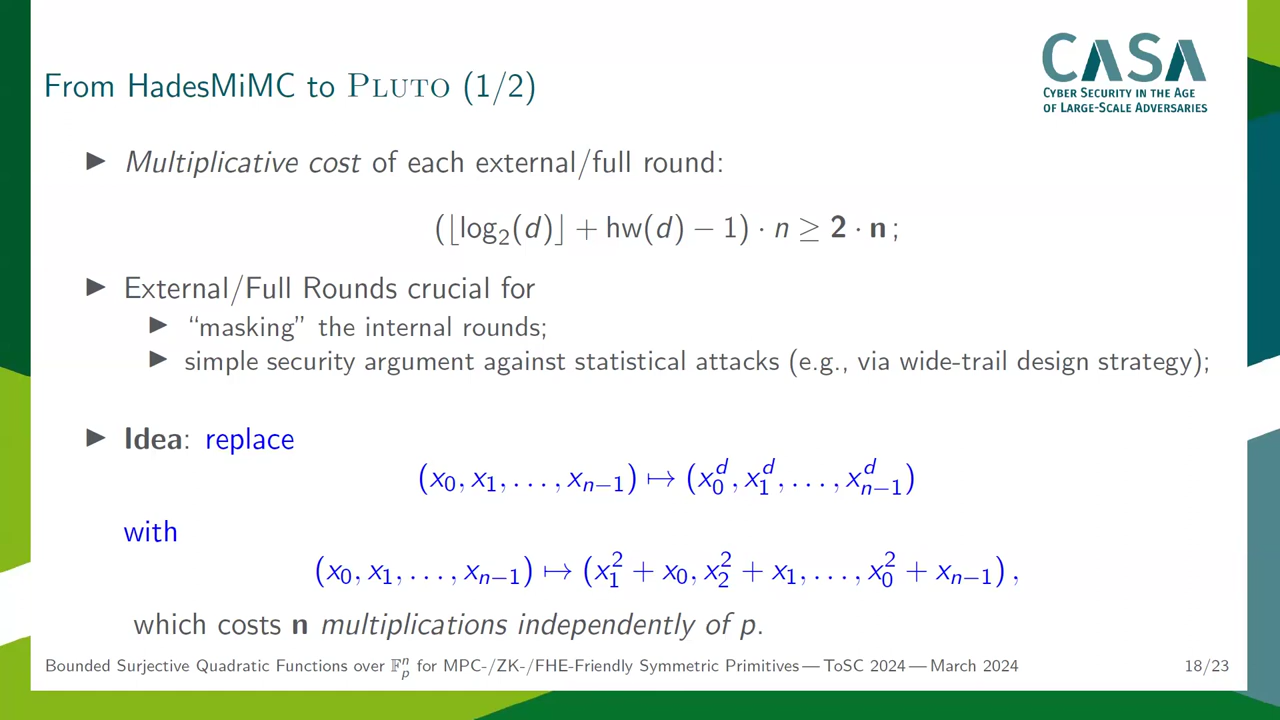 From HadesMiMC to PLUTO (1/2)
CASA
CYBER SECURITY IN THE AGE
OF LARGE-SCALE ADVERSARIES
▶ Multiplicative cost of each external/full round:
(⌊log₂(d)⌋ + hw(d) − 1) · n ≥ 2 · n ;
▶ External/Full Rounds crucial for
▶ “masking” the internal rounds;
▶ simple security argument against statistical attacks (e.g., via wide-trail design strategy);
▶ Idea: replace
(x₀, x₁, . . . , xₙ₋₁) ↦ (x₀ᵈ, x₁ᵈ, . . . , xₙ₋₁ᵈ)
with
(x₀, x₁, . . . , xₙ₋₁) ↦ (x₁² + x₀, x₂² + x₁, . . . , x₀² + xₙ₋₁) ,
which costs n multiplications independently of p.
Bounded Surjective Quadratic Functions over 𝔽ₚⁿ for MPC-/ZK-/FHE-Friendly Symmetric Primitives — ToSC 2024 — March 2024
18/23